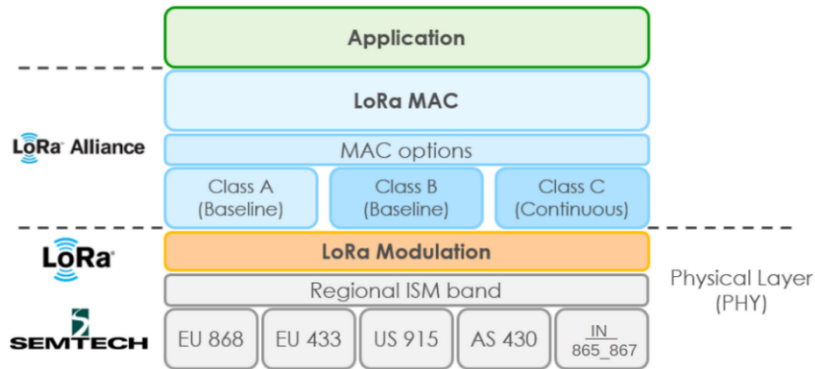 Application
LoRa MAC
LoRa Alliance
MAC options
Class A
(Baseline)
Class B
(Baseline)
Class C
(Continuous)
LoRa
LoRa Modulation
Regional ISM band
Physical Layer
(PHY)
SEMTECH
EU 868
EU 433
US 915
AS 430
IN
865_867